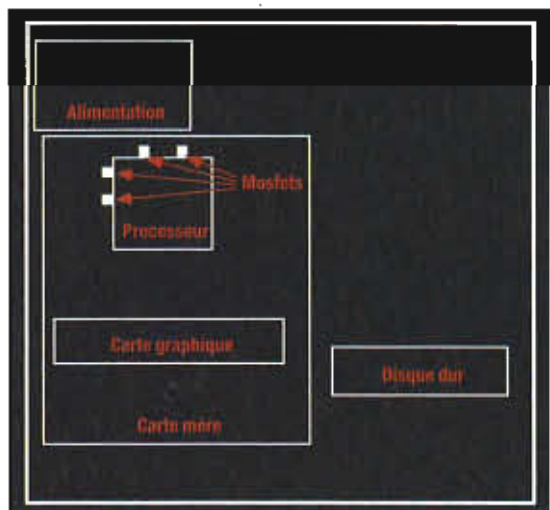 Alimentation
Mosfets
Processeur
Carte graphique
Disque dur
Carte mère